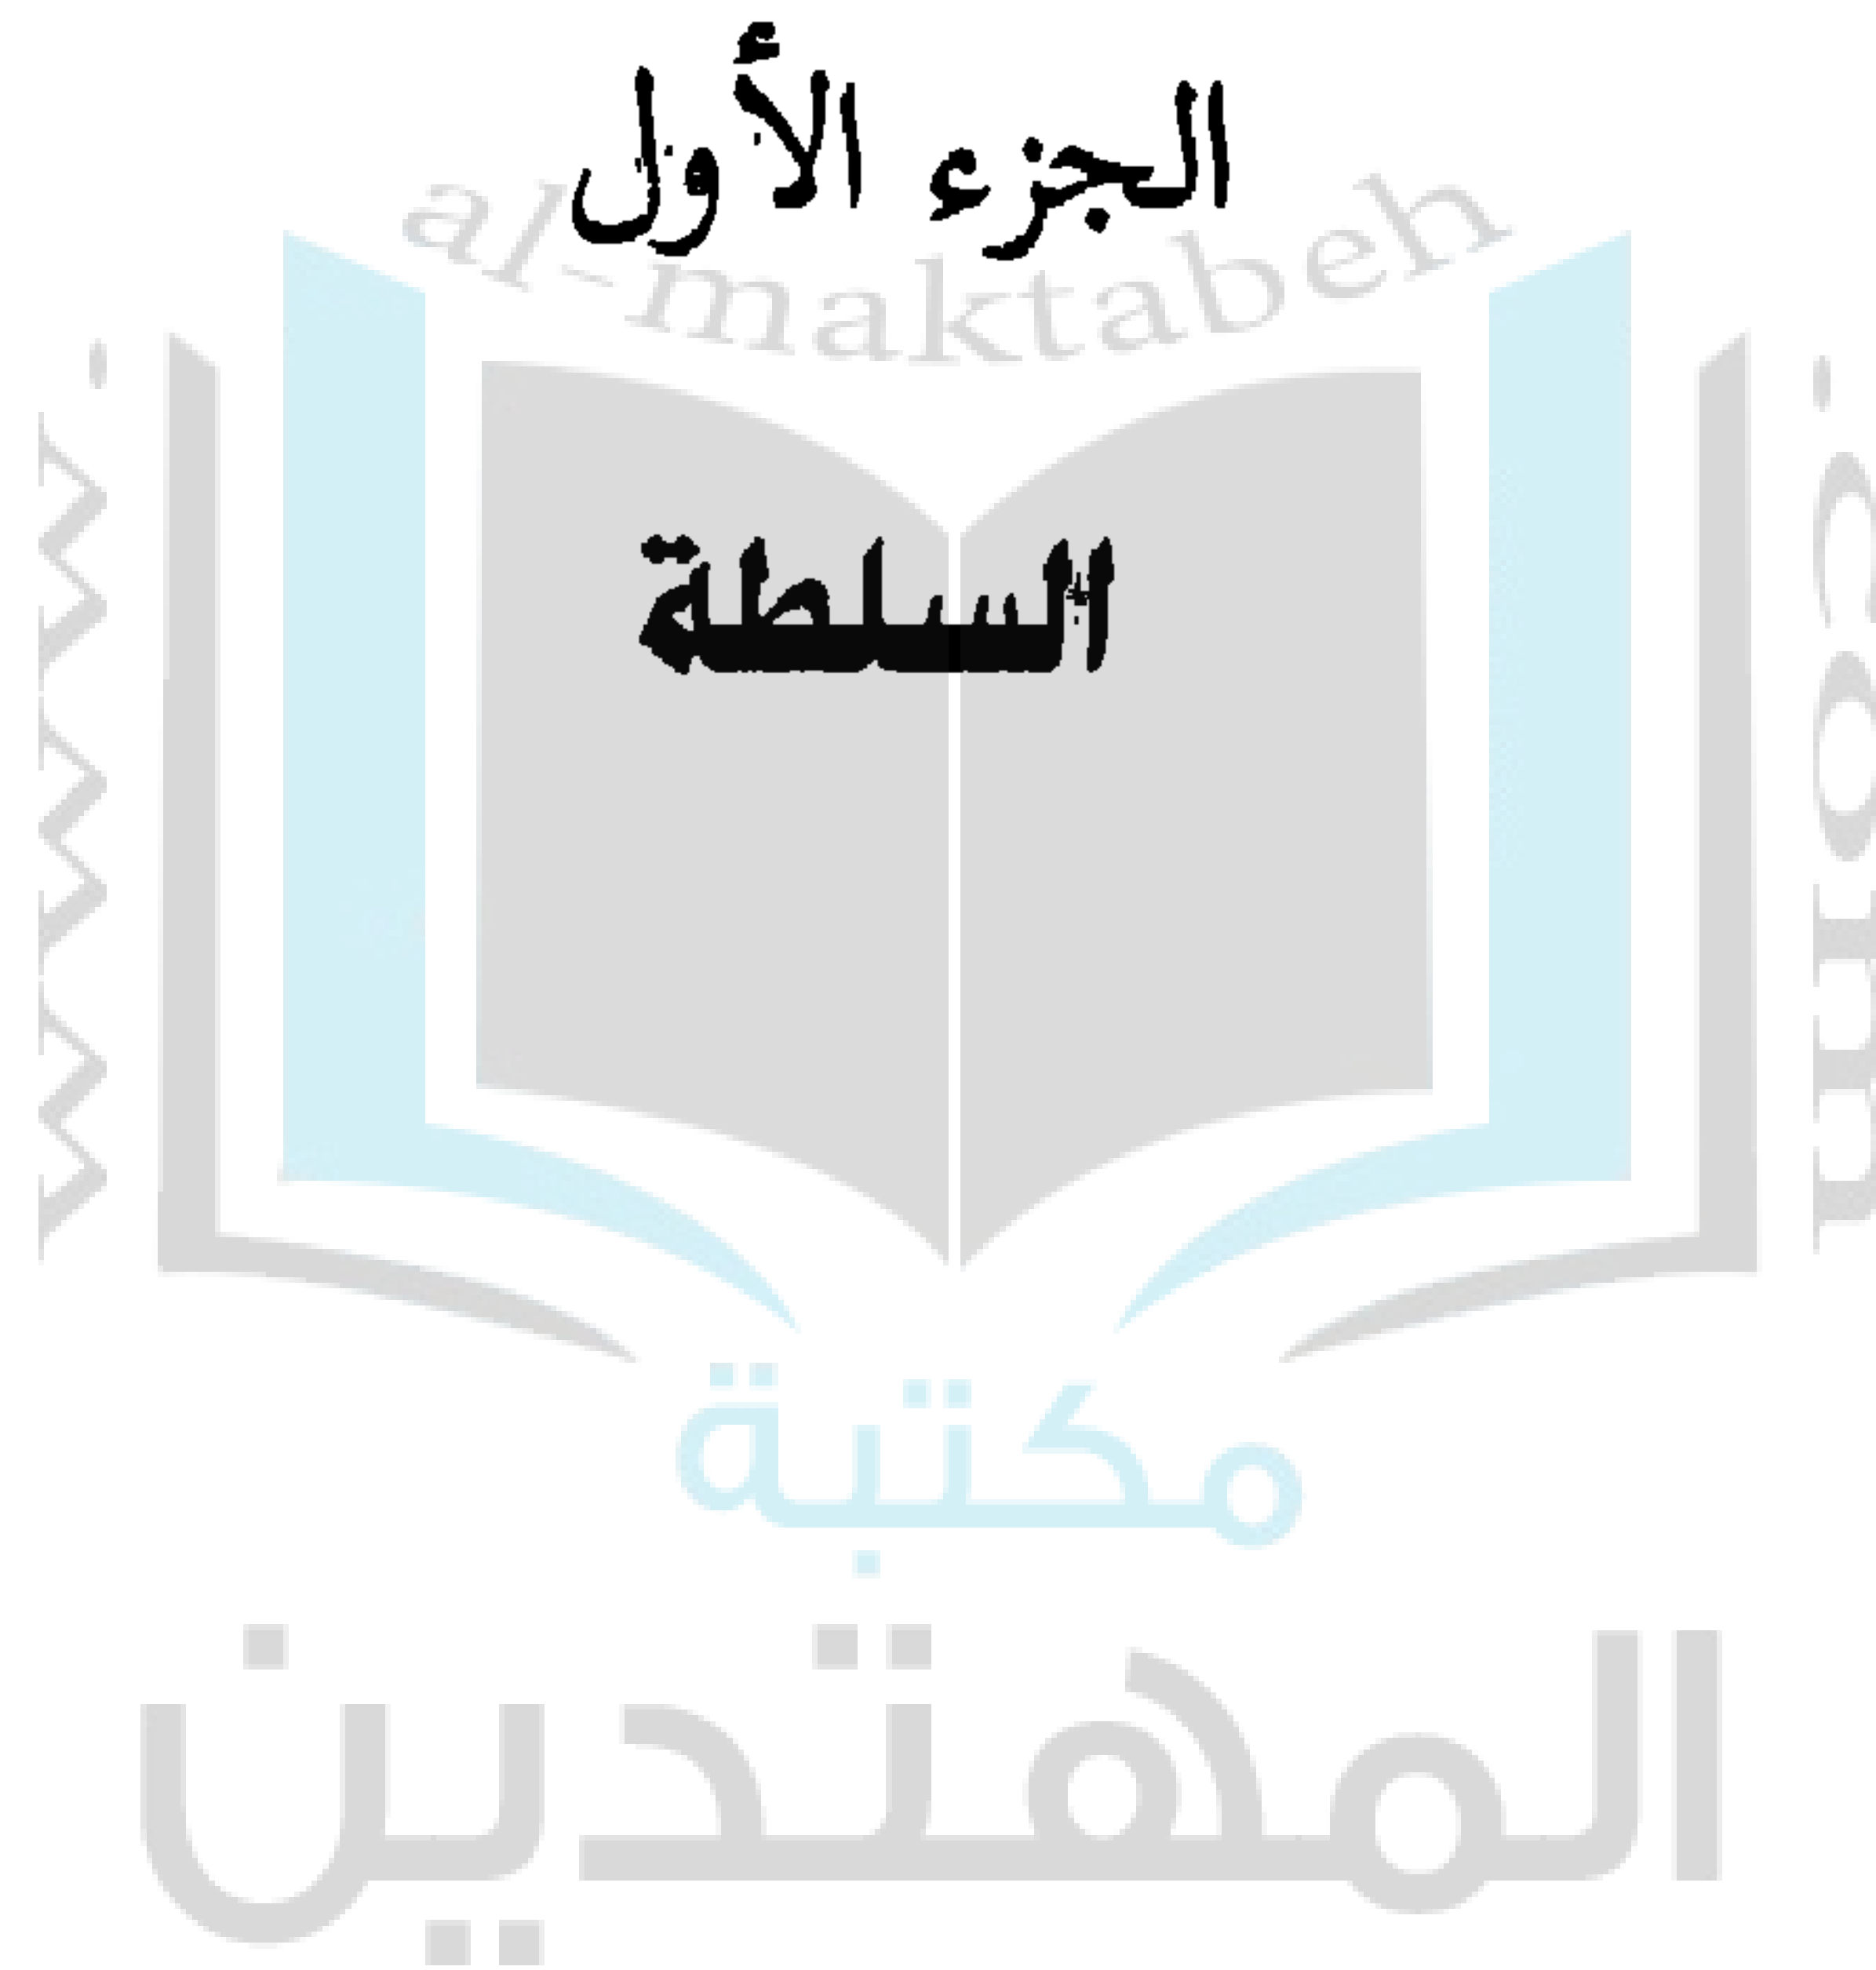 الجزء الأول
al-maktabeh
السلطة
www.
.com
مكتبة
المهتدين